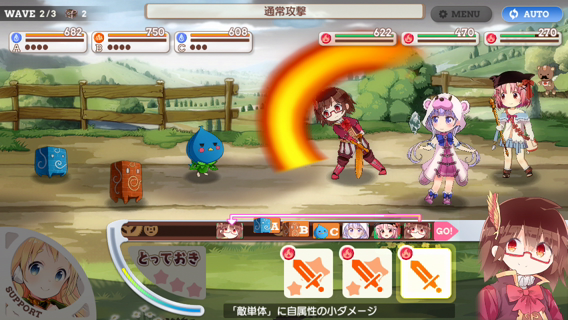 WAVE 2/3 2
通常攻撃
MENU
AUTO
682
750
608
622
470
270
A
B
C
A B C GO!
とっておき
SUPPORT
「敵単体」に自属性の小ダメージ